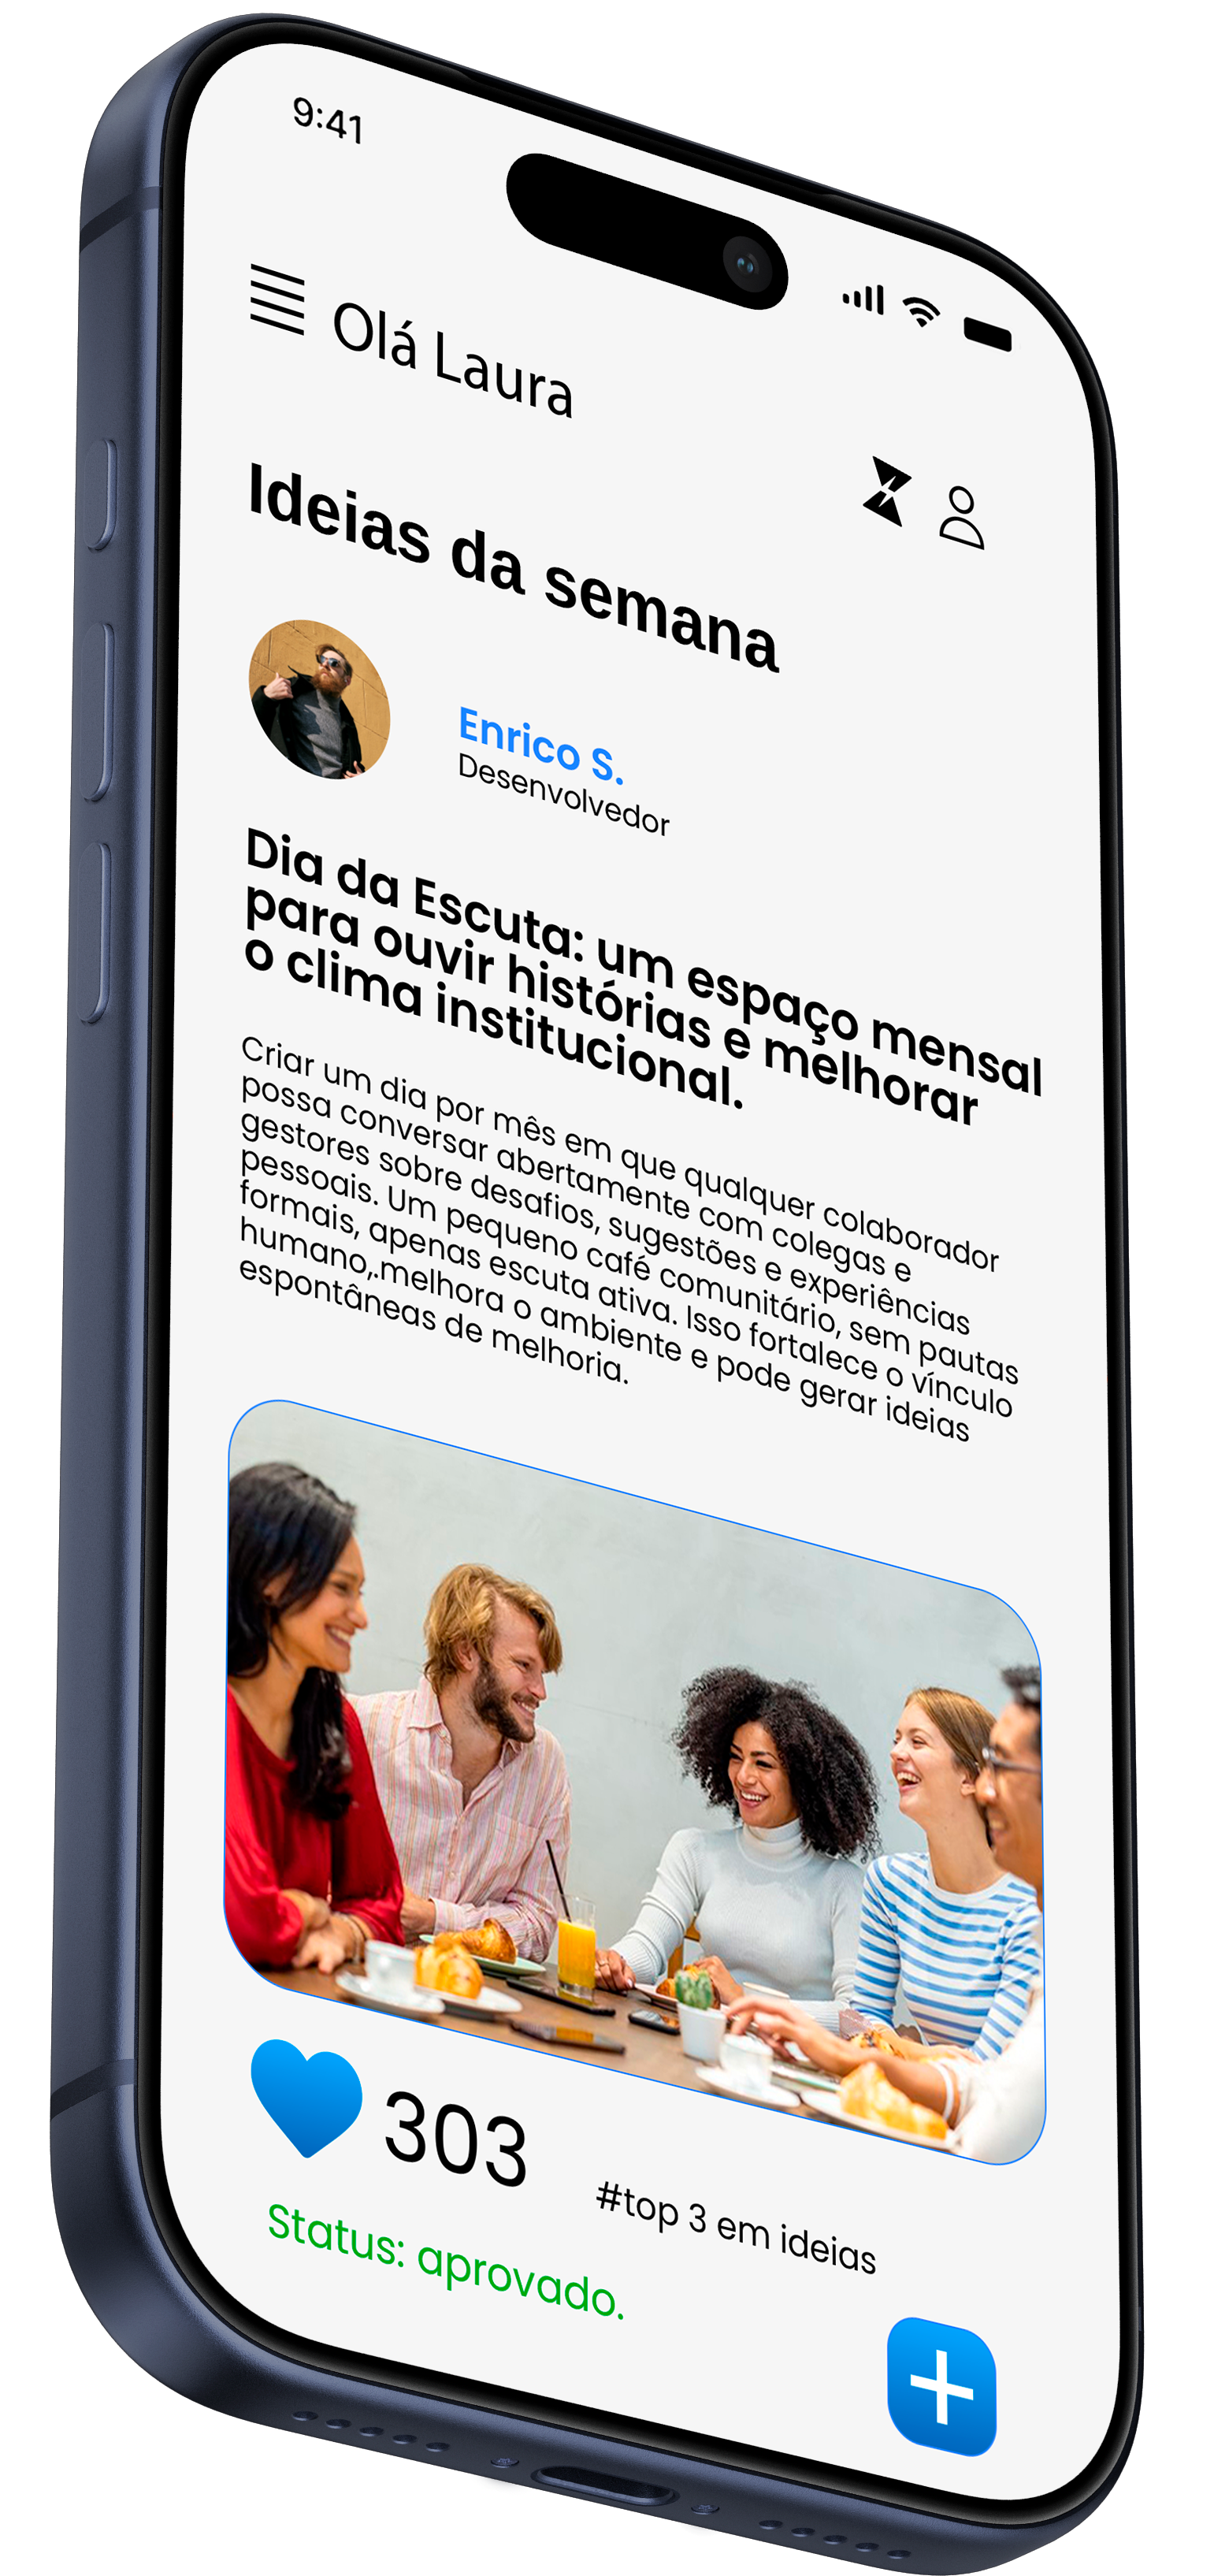 9:41
Olá Laura
Ideias da semana
Enrico S.
Desenvolvedor
Dia da Escuta: um espaço mensal
para ouvir histórias e melhorar
o clima institucional.
Criar um dia por mês em que qualquer colaborador
possa conversar abertamente com colegas e
gestores sobre desafios, sugestões e experiências
pessoais. Um pequeno café comunitário, sem pautas
formais, apenas escuta ativa. Isso fortalece o vínculo
humano,.melhora o ambiente e pode gerar ideias
espontâneas de melhoria.
303
#top 3 em ideias
Status: aprovado.